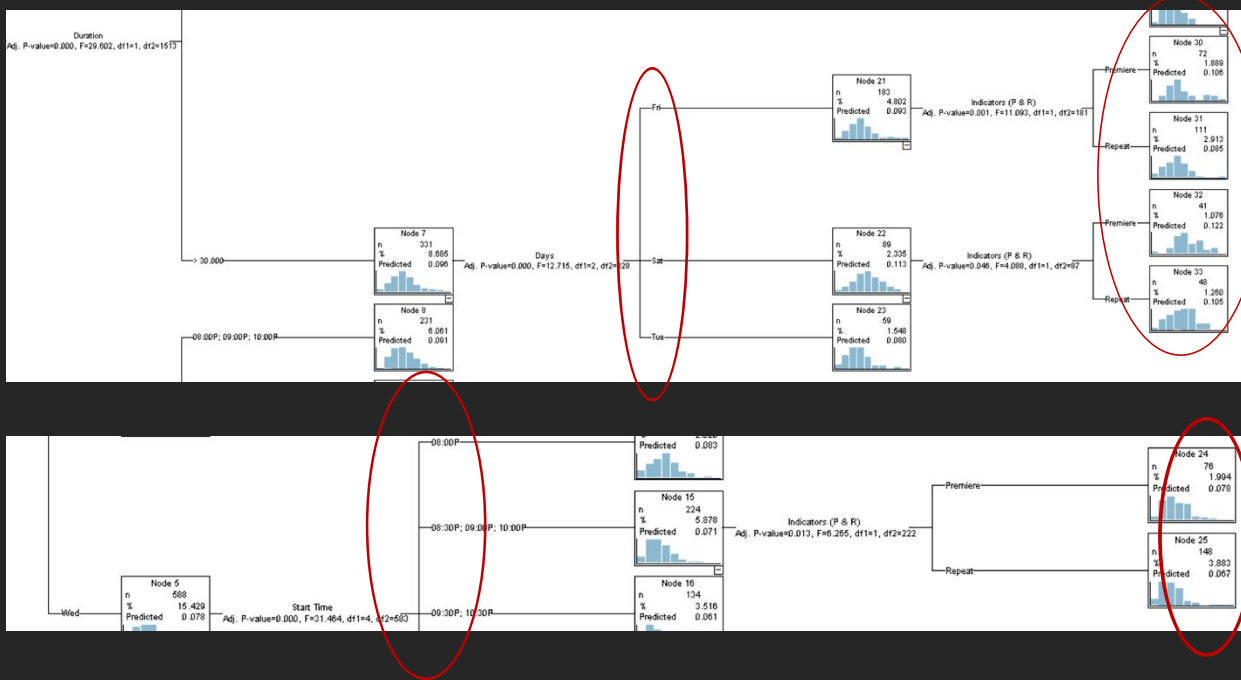 Duration
Adj. P-value=0.000, F=29.602, df1=1, df2=1513
> 30.000
Node 7
n 331
% 8.685
Predicted 0.096
Days
Adj. P-value=0.000, F=12.715, df1=2, df2=328
Fri
Sat
Tue
Node 21
n 183
% 4.802
Predicted 0.093
Indicators (P & R)
Adj. P-value=0.001, F=11.093, df1=1, df2=181
Premiere
Repeat
Node 30
n 72
% 1.889
Predicted 0.106
Node 31
n 111
% 2.913
Predicted 0.085
Node 22
n 89
% 2.335
Predicted 0.113
Indicators (P & R)
Adj. P-value=0.046, F=4.088, df1=1, df2=87
Premiere
Repeat
Node 32
n 41
% 1.076
Predicted 0.122
Node 33
n 48
% 1.260
Predicted 0.105
Node 23
n 59
% 1.548
Predicted 0.080
08:00P; 09:00P; 10:00P
Node 8
n 231
% 6.061
Predicted 0.091
Wed
Node 5
n 588
% 15.429
Predicted 0.078
Start Time
Adj. P-value=0.000, F=31.464, df1=4, df2=583
08:00P
Predicted 0.083
08:30P; 09:00P; 10:00P
Node 15
n 224
% 5.878
Predicted 0.071
Indicators (P & R)
Adj. P-value=0.013, F=6.265, df1=1, df2=222
Premiere
Repeat
Node 24
n 76
% 1.994
Predicted 0.078
Node 25
n 148
% 3.883
Predicted 0.067
09:30P; 10:30P
Node 16
n 134
% 3.516
Predicted 0.061